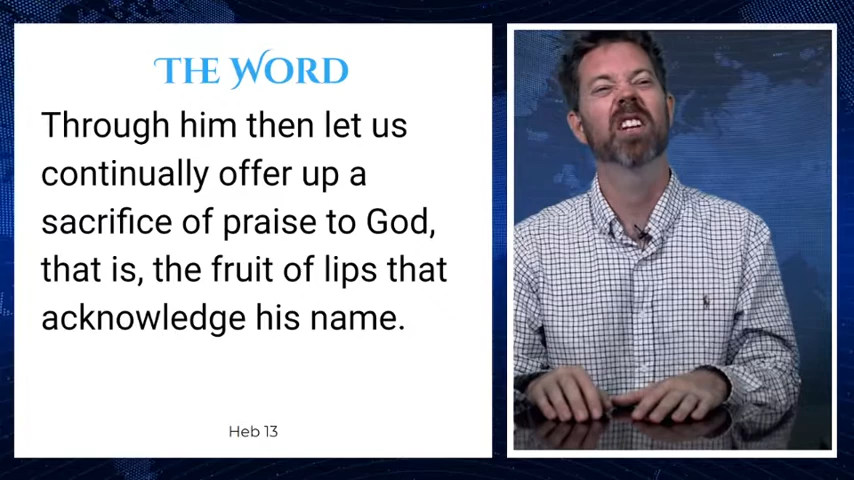 THE WORD
Through him then let us
continually offer up a
sacrifice of praise to God,
that is, the fruit of lips that
acknowledge his name.
Heb 13